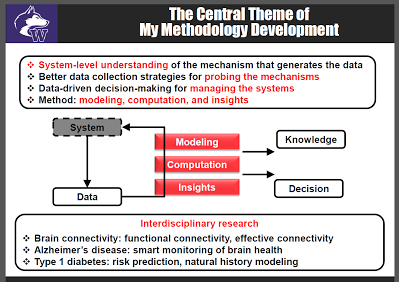 The Central Theme of
My Methodology Development
W
❖ System-level understanding of the mechanism that generates the data
❖ Better data collection strategies for probing the mechanisms
❖ Data-driven decision-making for managing the systems
❖ Method: modeling, computation, and insights
System
Modeling
Knowledge
Computation
Insights
Data
Decision
Interdisciplinary research
❖ Brain connectivity: functional connectivity, effective connectivity
❖ Alzheimer's disease: smart monitoring of brain health
❖ Type 1 diabetes: risk prediction, natural history modeling